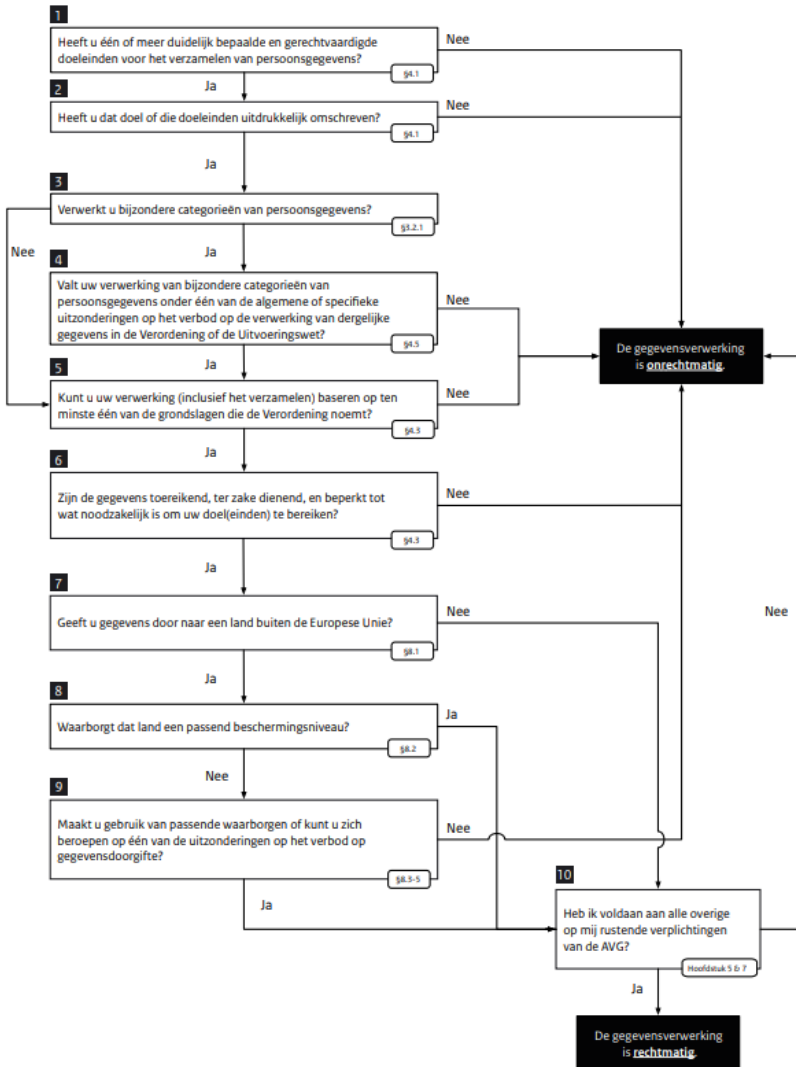 1
Heeft u één of meer duidelijk bepaalde en gerechtvaardigde
doeleinden voor het verzamelen van persoonsgegevens?
§4.1
Nee
Ja
2
Heeft u dat doel of die doeleinden uitdrukkelijk omschreven?
§4.1
Nee
Ja
3
Verwerkt u bijzondere categorieën van persoonsgegevens?
§3.2.1
Nee
Ja
4
Valt uw verwerking van bijzondere categorieën van
persoonsgegevens onder één van de algemene of specifieke
uitzonderingen op het verbod op de verwerking van dergelijke
gegevens in de Verordening of de Uitvoeringswet?
§4.5
Nee
De gegevensverwerking
is onrechtmatig.
Ja
5
Kunt u uw verwerking (inclusief het verzamelen) baseren op ten
minste één van de grondslagen die de Verordening noemt?
§4.3
Nee
Ja
6
Zijn de gegevens toereikend, ter zake dienend, en beperkt tot
wat noodzakelijk is om uw doel(einden) te bereiken?
§4.3
Nee
Ja
7
Geeft u gegevens door naar een land buiten de Europese Unie?
§8.1
Nee
Nee
Ja
8
Waarborgt dat land een passend beschermingsniveau?
§8.2
Ja
Nee
9
Maakt u gebruik van passende waarborgen of kunt u zich
beroepen op één van de uitzonderingen op het verbod op
gegevensdoorgifte?
§8.3-5
Nee
Ja
10
Heb ik voldaan aan alle overige
op mij rustende verplichtingen
van de AVG?
Hoofdstuk 5 & 7
Ja
De gegevensverwerking
is rechtmatig.